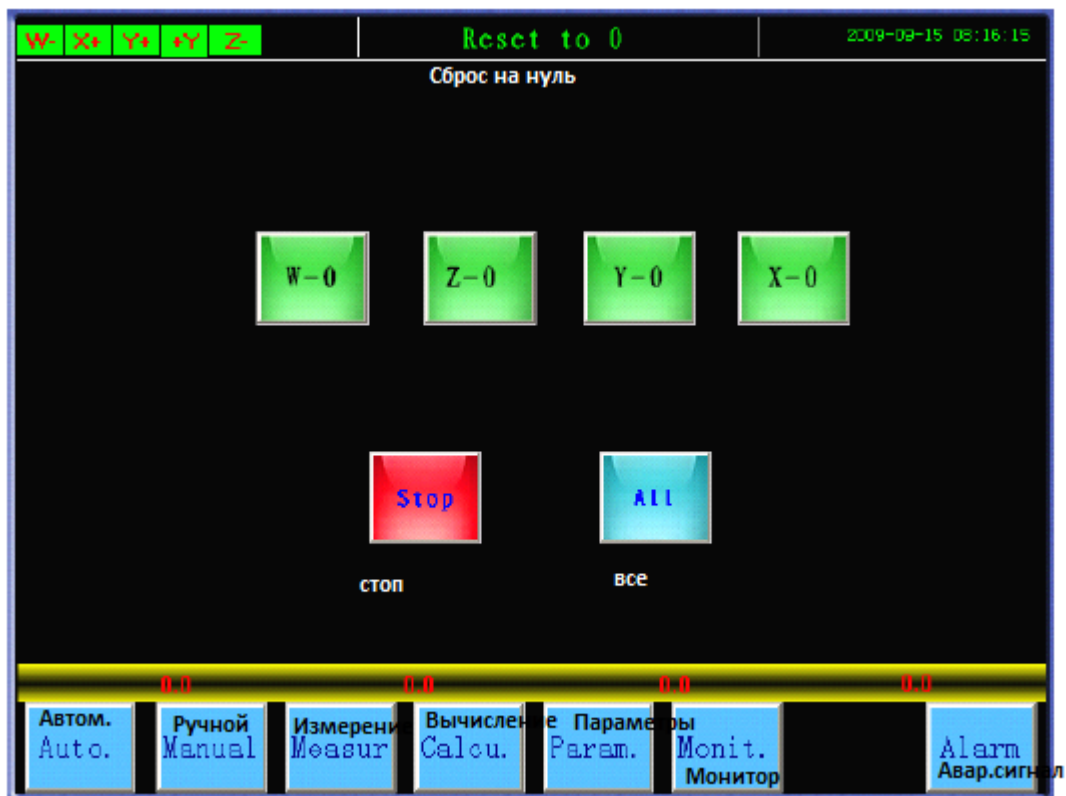 W- X+ Y+ +Y Z- Reset to 0 2009-09-15 08:16:15
Сброс на нуль
W-0 Z-0 Y-0 X-0
Stop All
стоп все
0.0 0.0 0.0 0.0
Автом. Ручной Измерение Вычисление Параметры
Auto. Manual Measur Calcu. Param. Monit. Alarm
Монитор Авар.сигнал